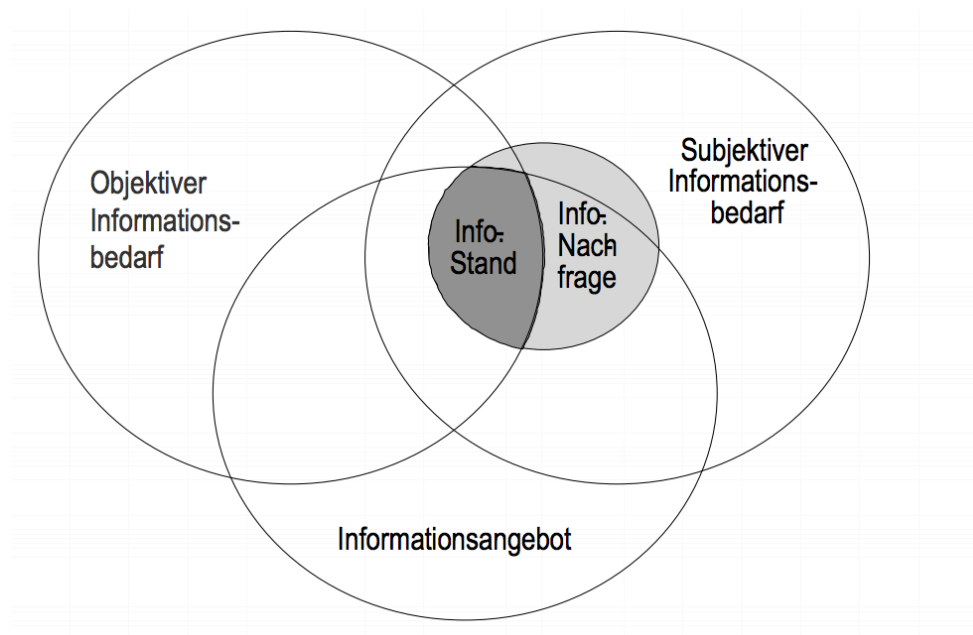 Objektiver
Informations-
bedarf
Subjektiver
Informations-
bedarf
Info-
Stand
Info-
Nach-
frage
Informationsangebot